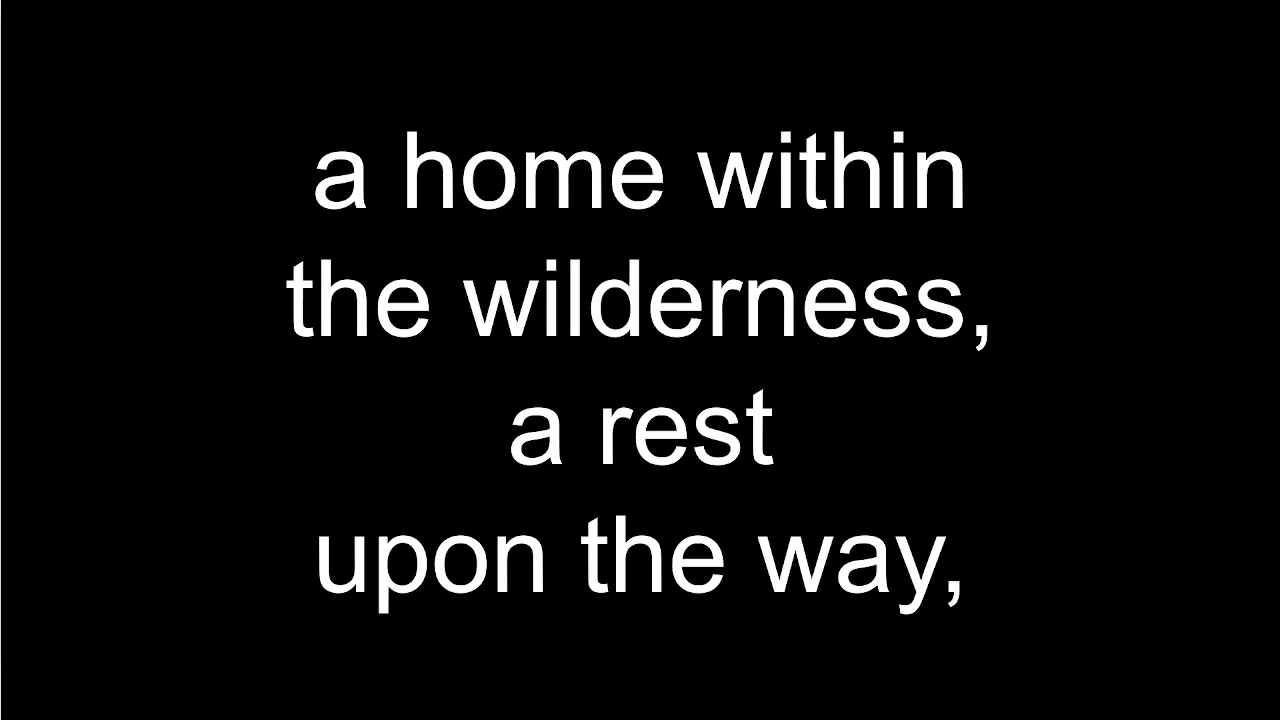 a home within
the wilderness,
a rest
upon the way,